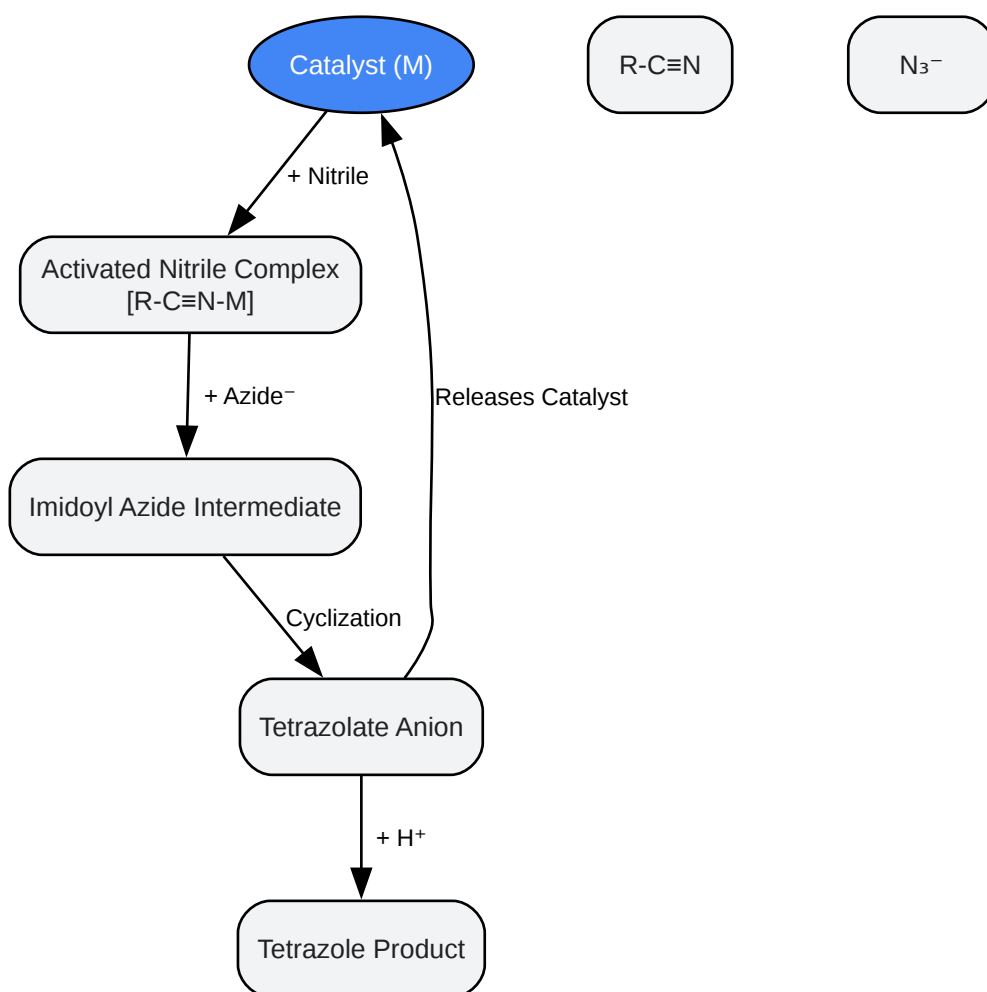 Catalyst (M)
R-C≡N
N₃⁻
+ Nitrile
Activated Nitrile Complex
[R-C≡N-M]
+ Azide⁻
Releases Catalyst
Imidoyl Azide Intermediate
Cyclization
Tetrazolate Anion
+ H⁺
Tetrazole Product